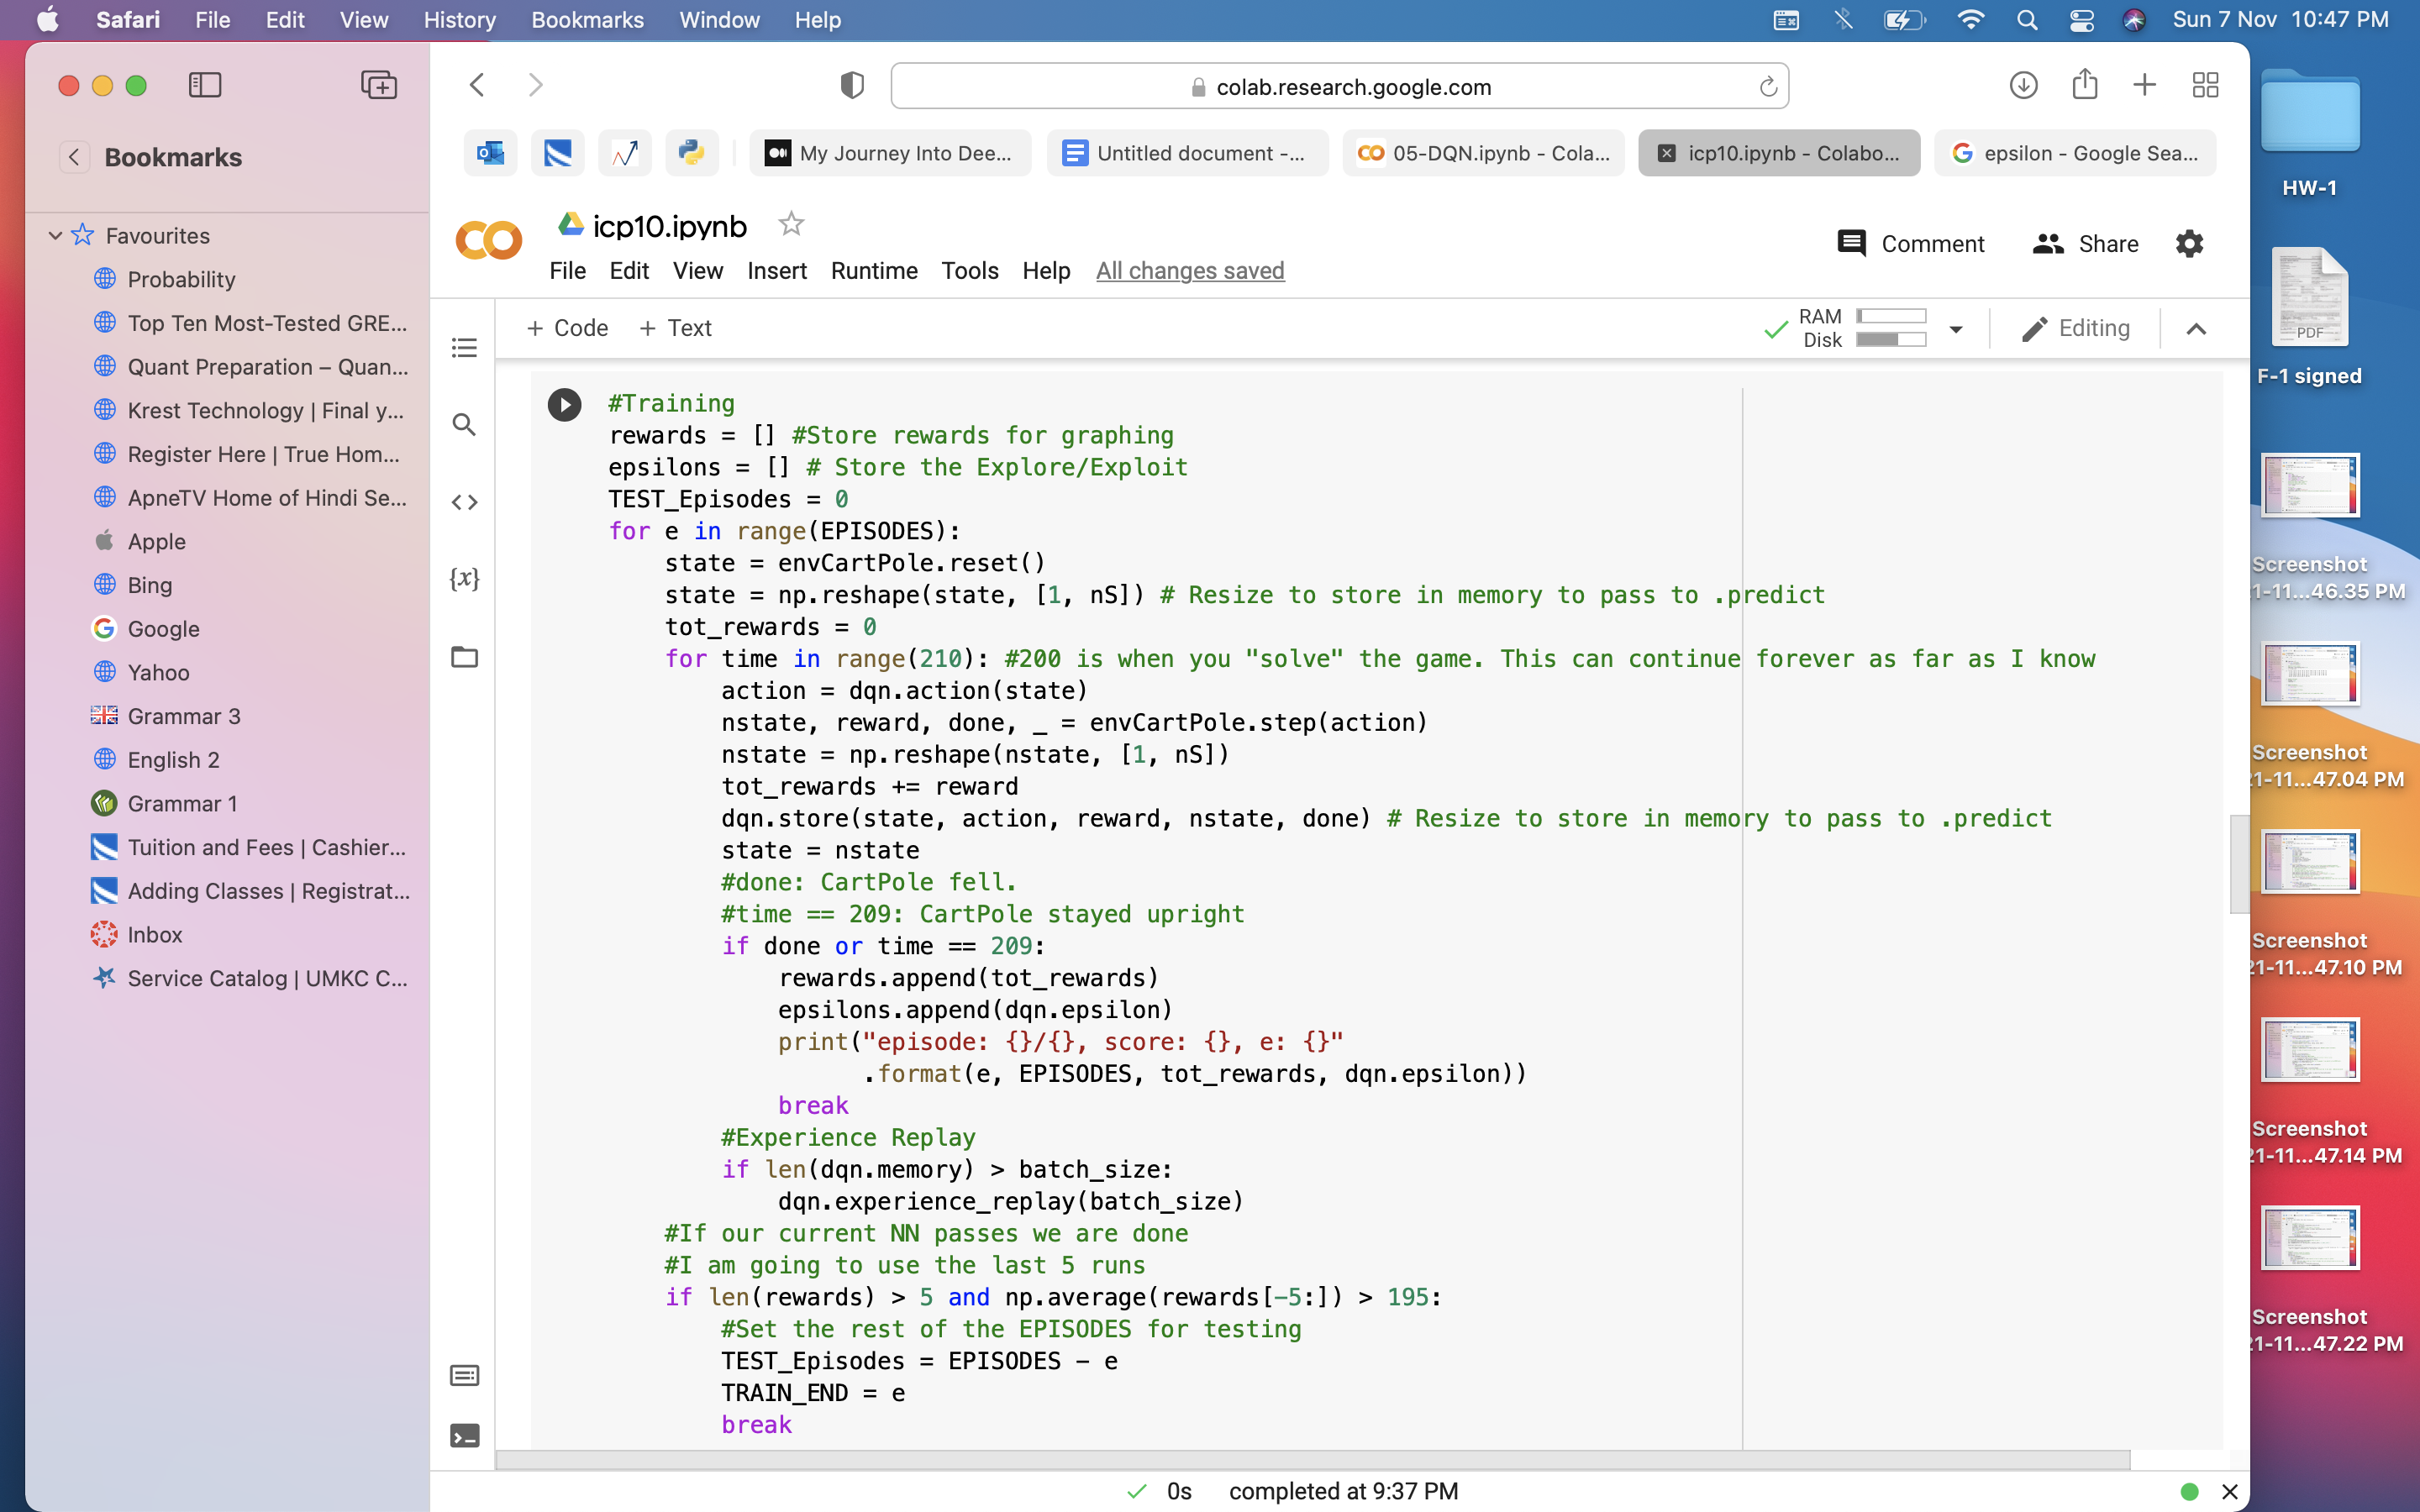 Safari File Edit View History Bookmarks Window Help Sun 7 Nov 10:47 PM
Bookmarks
Favourites
Probability
Top Ten Most-Tested GRE...
Quant Preparation – Quan...
Krest Technology | Final y...
Register Here | True Hom...
ApneTV Home of Hindi Se...
Apple
Bing
Google
Yahoo
Grammar 3
English 2
Grammar 1
Tuition and Fees | Cashier...
Adding Classes | Registrat...
Inbox
Service Catalog | UMKC C...
colab.research.google.com
My Journey Into Dee... Untitled document -... 05-DQN.ipynb - Cola... icp10.ipynb - Colabo... epsilon - Google Sea...
icp10.ipynb
File Edit View Insert Runtime Tools Help All changes saved
Comment Share
+ Code + Text
RAM
Disk
Editing
#Training
rewards = [] #Store rewards for graphing
epsilons = [] # Store the Explore/Exploit
TEST_Episodes = 0
for e in range(EPISODES):
    state = envCartPole.reset()
    state = np.reshape(state, [1, nS]) # Resize to store in memory to pass to .predict
    tot_rewards = 0
    for time in range(210): #200 is when you "solve" the game. This can continue forever as far as I know
        action = dqn.action(state)
        nstate, reward, done, _ = envCartPole.step(action)
        nstate = np.reshape(nstate, [1, nS])
        tot_rewards += reward
        dqn.store(state, action, reward, nstate, done) # Resize to store in memory to pass to .predict
        state = nstate
        #done: CartPole fell.
        #time == 209: CartPole stayed upright
        if done or time == 209:
            rewards.append(tot_rewards)
            epsilons.append(dqn.epsilon)
            print("episode: {}/{}, score: {}, e: {}"
                  .format(e, EPISODES, tot_rewards, dqn.epsilon))
            break
        #Experience Replay
        if len(dqn.memory) > batch_size:
            dqn.experience_replay(batch_size)
    #If our current NN passes we are done
    #I am going to use the last 5 runs
    if len(rewards) > 5 and np.average(rewards[-5:]) > 195:
        #Set the rest of the EPISODES for testing
        TEST_Episodes = EPISODES - e
        TRAIN_END = e
        break
0s completed at 9:37 PM
HW-1
PDF
F-1 signed
Screenshot
1-11...46.35 PM
Screenshot
21-11...47.04 PM
Screenshot
21-11...47.10 PM
Screenshot
21-11...47.14 PM
Screenshot
21-11...47.22 PM